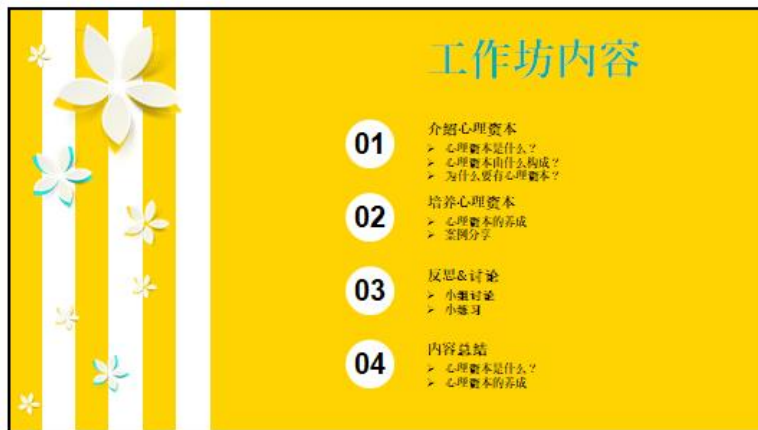 工作坊内容
01
介绍心理资本
➢ 心理资本是什么？
➢ 心理资本由什么构成？
➢ 为什么要有心理资本？
02
培养心理资本
➢ 心理资本的养成
➢ 案例分享
03
反思&讨论
➢ 小组讨论
➢ 小练习
04
内容总结
➢ 心理资本是什么？
➢ 心理资本的养成